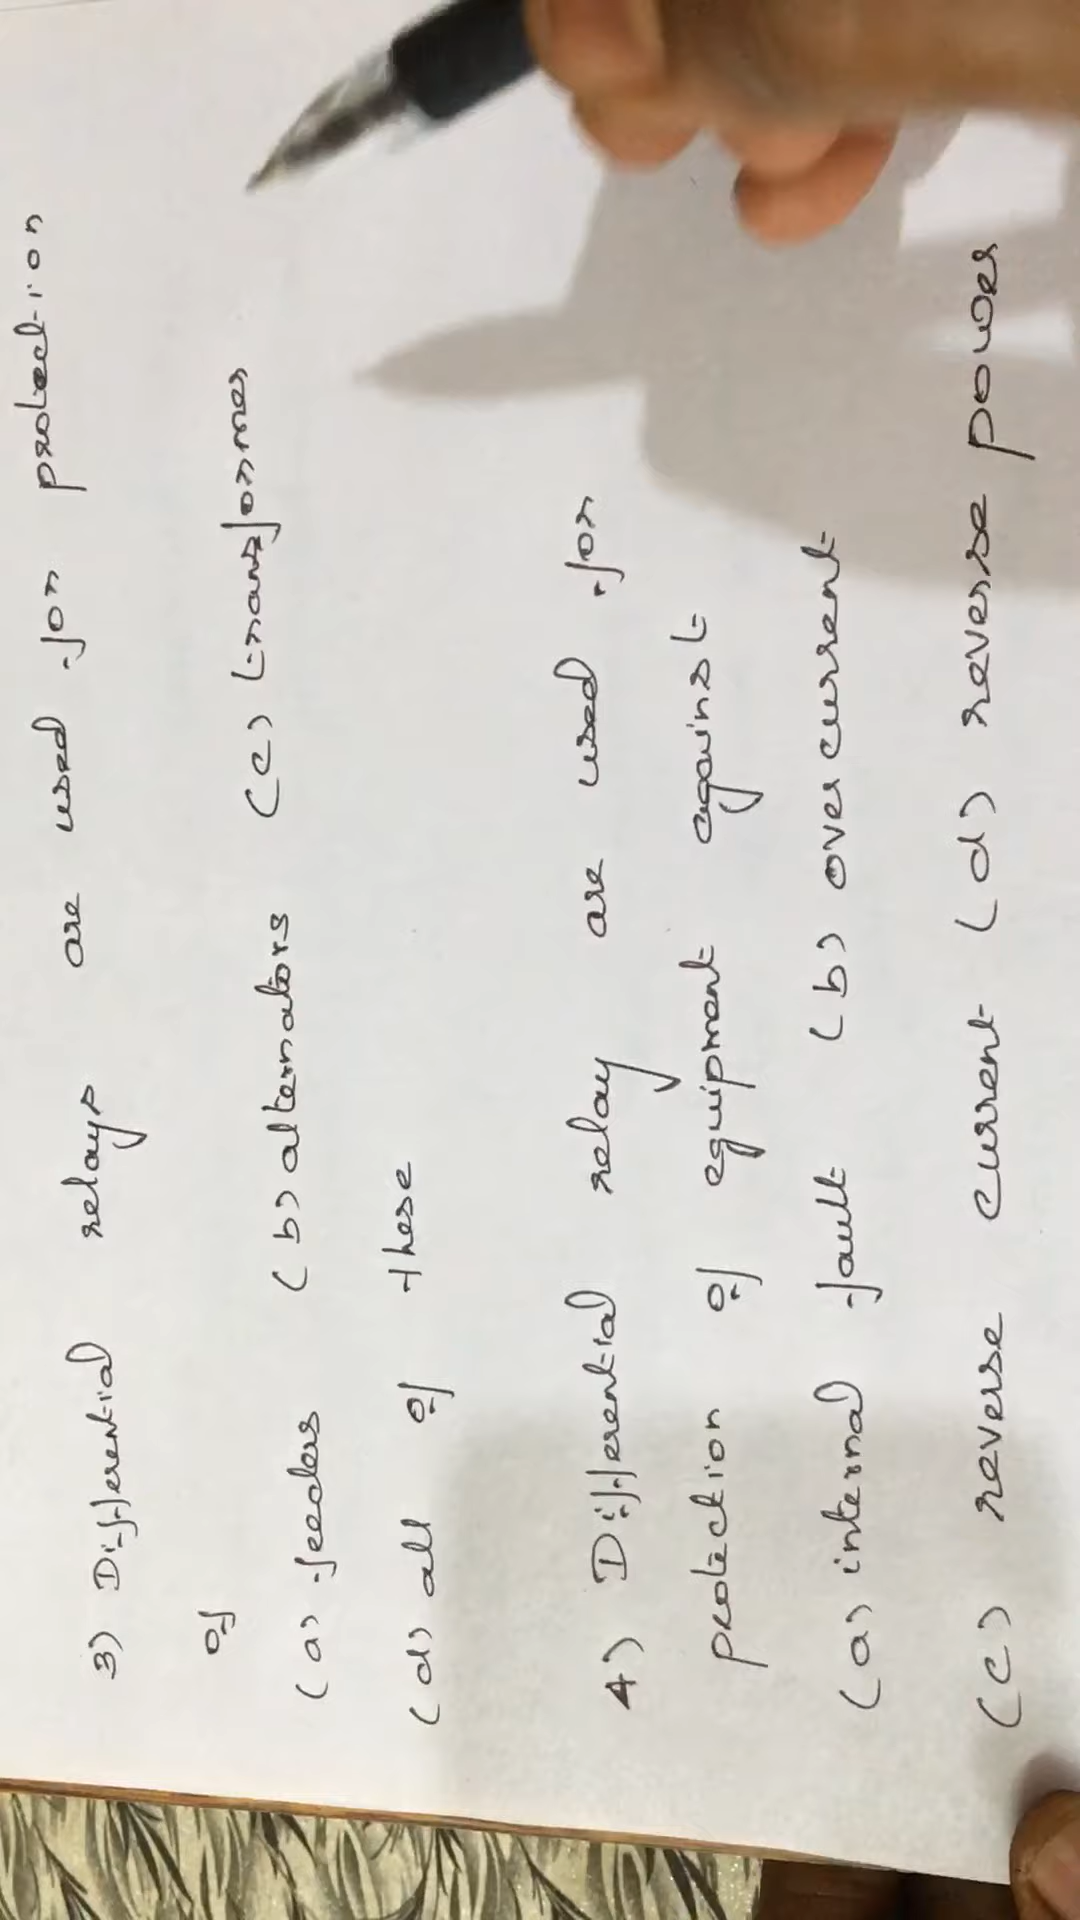 3) Differential relays are used for protection
of
(a) feeders (b) alternators (c) transformer
(d) all of these
4) Differential relay are used for
protection of equipment against
(a) internal fault (b) over current
(c) reverse current (d) reverse power